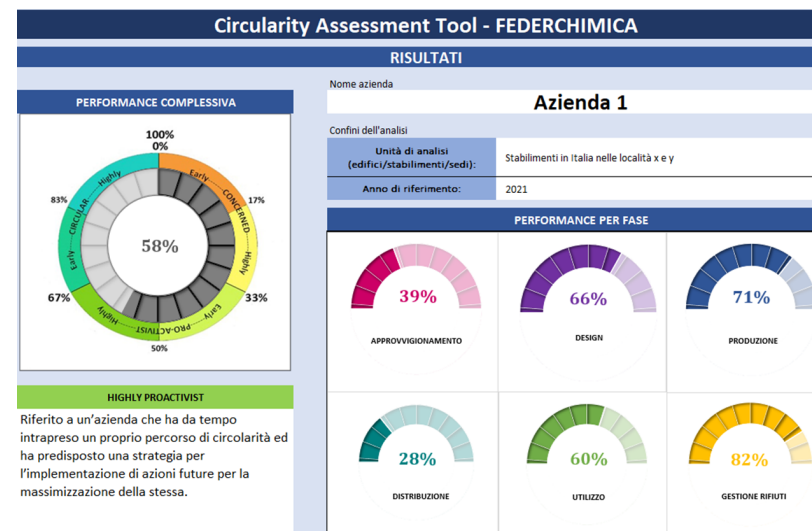 Circularity Assessment Tool - FEDERCHIMICA
RISULTATI
Nome azienda
PERFORMANCE COMPLESSIVA
Azienda 1
Confini dell'analisi
Unità di analisi
(edifici/stabilimenti/sedi):
Stabilimenti in Italia nelle località x e y
Anno di riferimento:
2021
100%
0%
Highly
Early
83%
CIRCULAR
CONCERNED
17%
58%
Early
Highly
67%
33%
Highly
PRO-ACTIVIST
Early
50%
PERFORMANCE PER FASE
39%
APPROVVIGIONAMENTO
66%
DESIGN
71%
PRODUZIONE
HIGHLY PROACTIVIST
Riferito a un'azienda che ha da tempo
intrapreso un proprio percorso di circolarità ed
ha predisposto una strategia per
l'implementazione di azioni future per la
massimizzazione della stessa.
28%
DISTRIBUZIONE
60%
UTILIZZO
82%
GESTIONE RIFIUTI